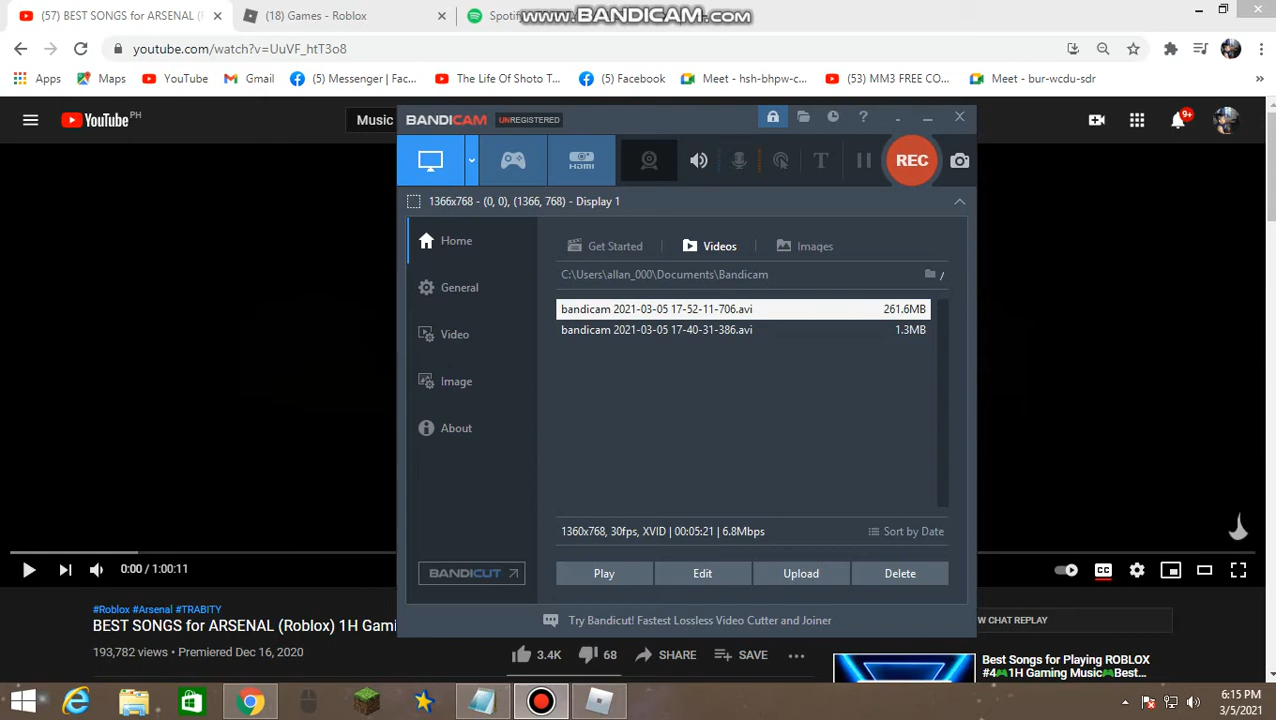 (57) BEST SONGS for ARSENAL (
(18) Games - Roblox
Spotif
www.BANDICAM.com
youtube.com/watch?v=UuVF_htT3o8
Apps
Maps
YouTube
Gmail
(5) Messenger | Fac...
The Life Of Shoto T...
(5) Facebook
Meet - hsh-bhpw-c...
(53) MM3 FREE CO...
Meet - bur-wcdu-sdr
»
YouTube PH
Music
9+
BANDICAM UNREGISTERED
HDMI
T
REC
1366x768 - (0, 0), (1366, 768) - Display 1
Home
General
Video
Image
About
BANDICUT
Get Started
Videos
Images
C:\Users\allan_000\Documents\Bandicam
/
bandicam 2021-03-05 17-52-11-706.avi 261.6MB
bandicam 2021-03-05 17-40-31-386.avi 1.3MB
1360x768, 30fps, XVID | 00:05:21 | 6.8Mbps
Sort by Date
Play
Edit
Upload
Delete
Try Bandicut! Fastest Lossless Video Cutter and Joiner
0:00 / 1:00:11
CC
#Roblox #Arsenal #TRABITY
BEST SONGS for ARSENAL (Roblox) 1H Gami
193,782 views • Premiered Dec 16, 2020
3.4K
68
SHARE
SAVE
W CHAT REPLAY
Best Songs for Playing ROBLOX
#4🎮1H Gaming Music🎮Best...
6:15 PM
3/5/2021